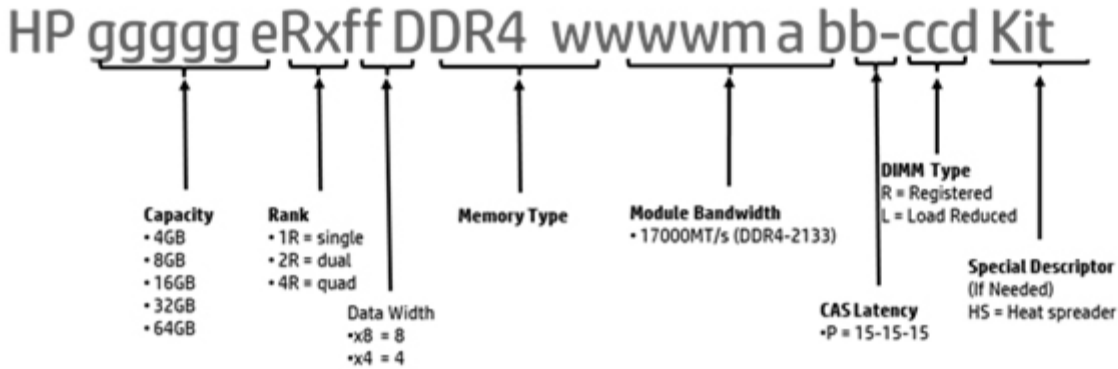 HP ggggg eRxff DDR4 wwwwm a bb-ccd Kit
Capacity
• 4GB
• 8GB
• 16GB
• 32GB
• 64GB
Rank
• 1R = single
• 2R = dual
• 4R = quad
Data Width
•x8 = 8
•x4 = 4
Memory Type
Module Bandwidth
• 17000MT/s (DDR4-2133)
CAS Latency
•P = 15-15-15
DIMM Type
R = Registered
L = Load Reduced
Special Descriptor
(If Needed)
HS = Heat spreader